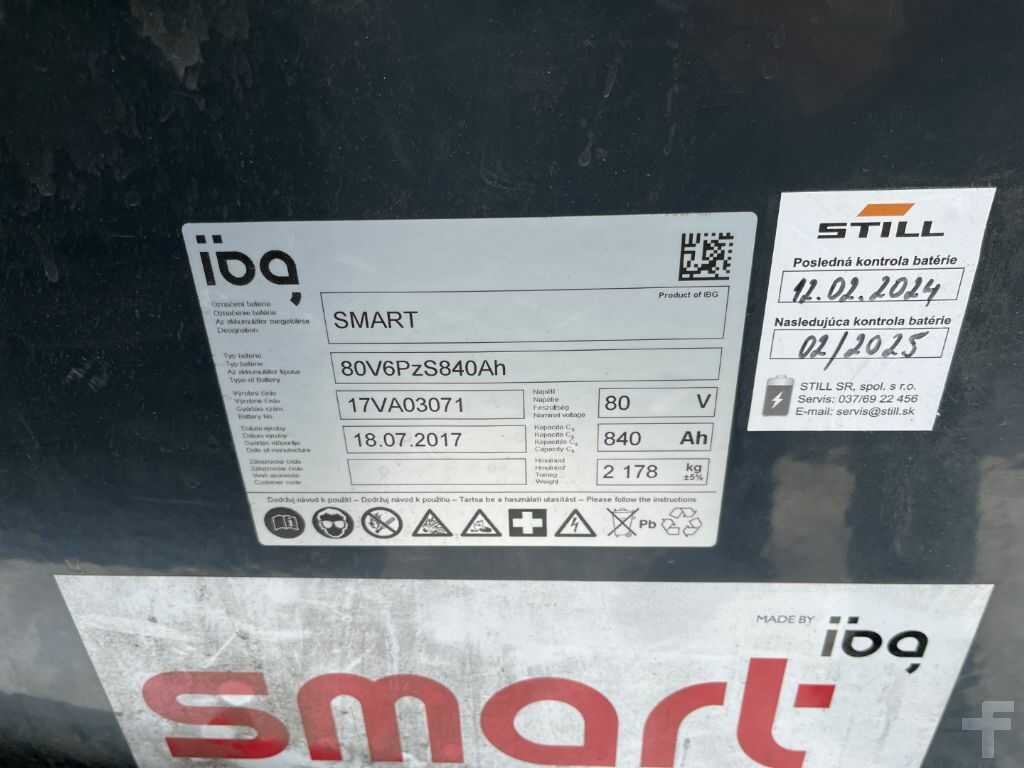 ibg
Product of IBG
Označení baterie
Označenie batérie
Az akkumulátor megjelölése
Designation
SMART
Typ baterie
Typ batérie
Az akkumulátor típusa
Type of Battery
80V6PzS840Ah
Výrobní číslo
Výrobné číslo
Gyártási szám
Battery No.
17VA03071
Napětí
Napätie
Feszültség
Nominal voltage
80 V
Datum výroby
Dátum výroby
Gyártás időpontja
Date of manufacture
18.07.2017
Kapacita C5
Kapacita C5
Kapacitás C5
Capacity C5
840 Ah
Zákaznické číslo
Zákaznícke číslo
Customer code
Hmotnost
Hmotnosť
Tömeg
Weight
2 178 kg ±5%
Dodržuj návod k použití – Dodržuj návod k použitiu – Tartsa be a használati utasítást – Please follow the instructions
Pb
STILL
Posledná kontrola batérie
12.02.2024
Nasledujúca kontrola batérie
02/2025
STILL SR, spol. s r.o.
Servis: 037/69 22 456
E-mail: servis@still.sk
MADE BY ibg
smart